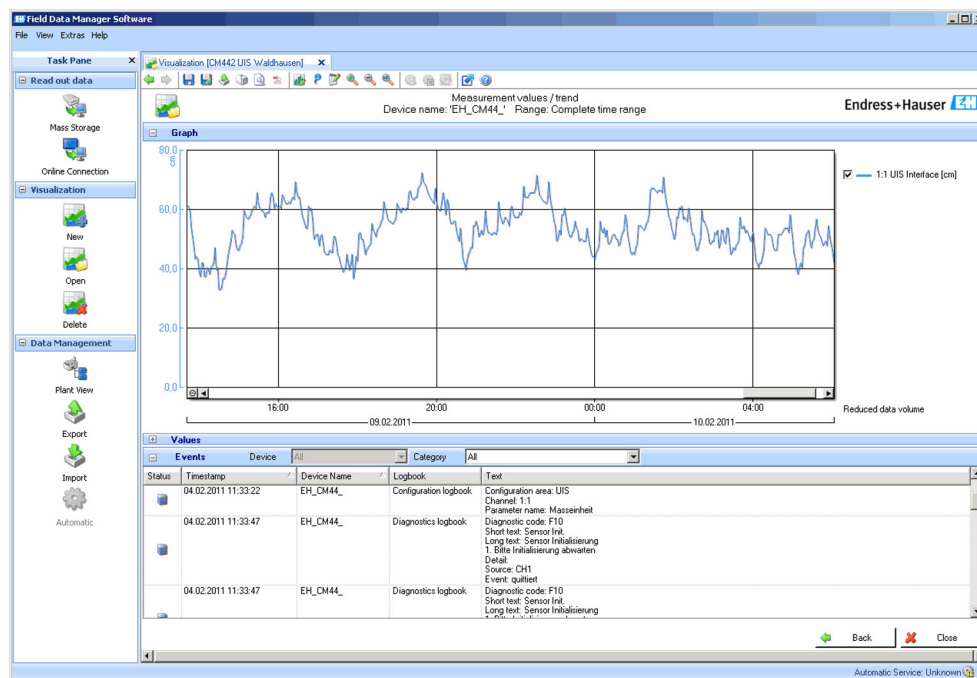 Field Data Manager Software
File View Extras Help
Task Pane
Read out data
Mass Storage
Online Connection
Visualization
New
Open
Delete
Data Management
Plant View
Export
Import
Automatic
Visualization [CM442 UIS Waldhausen]
Measurement values / trend
Device name: 'EH_CM44_' Range: Complete time range
Endress+Hauser EH
Graph
80,0
cm
60,0
40,0
20,0
0,0
1:1 UIS Interface [cm]
16:00 20:00 00:00 04:00
Reduced data volume
09.02.2011 10.02.2011
Values
Events Device All Category All
Status Timestamp Device Name Logbook Text
04.02.2011 11:33:22 EH_CM44_ Configuration logbook Configuration area: UIS
Channel: 1:1
Parameter name: Masseinheit
04.02.2011 11:33:47 EH_CM44_ Diagnostics logbook Diagnostic code: F10
Short text: Sensor Init.
Long text: Sensor Initialisierung
1. Bitte Initialisierung abwarten
Detail:
Source: CH1
Event: quittiert
04.02.2011 11:33:47 EH_CM44_ Diagnostics logbook Diagnostic code: F10
Short text: Sensor Init.
Long text: Sensor Initialisierung
Back Close
Automatic Service: Unknown